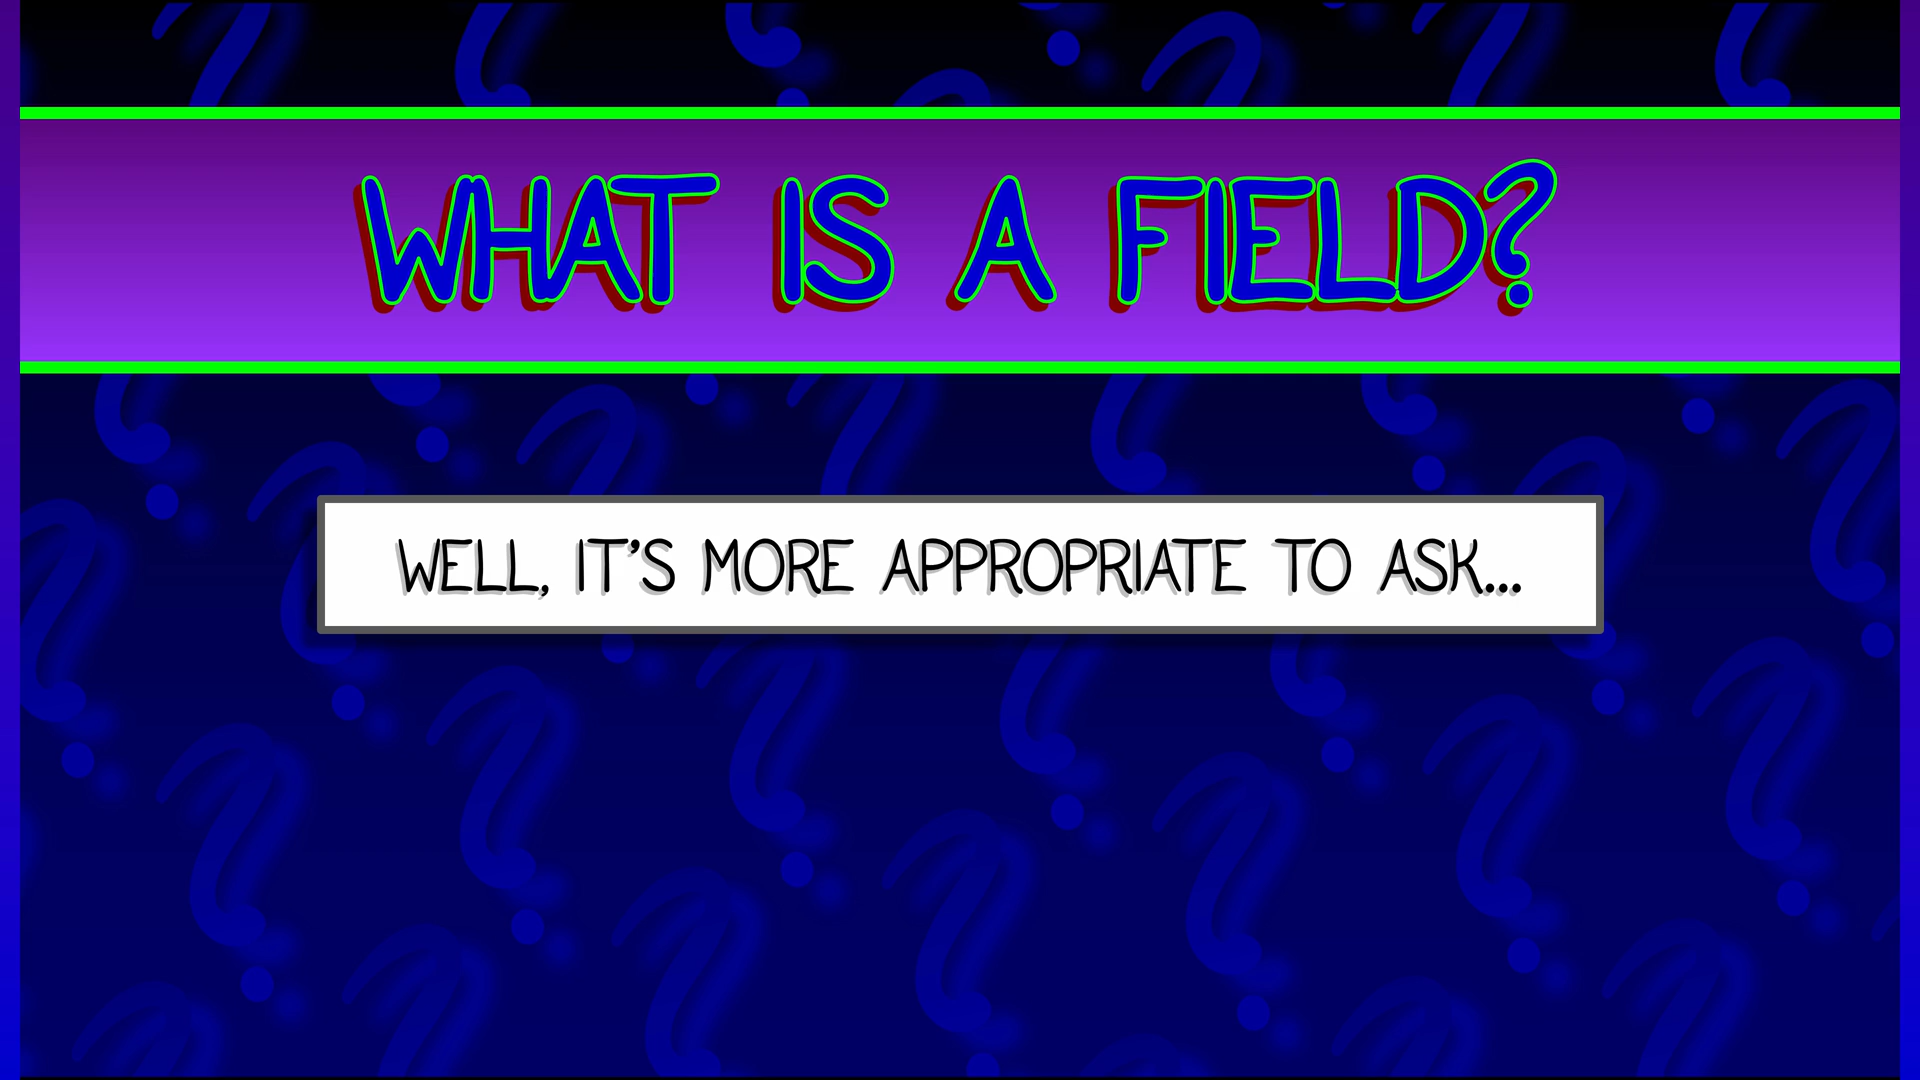 WHAT IS A FIELD?
WELL, IT'S MORE APPROPRIATE TO ASK...